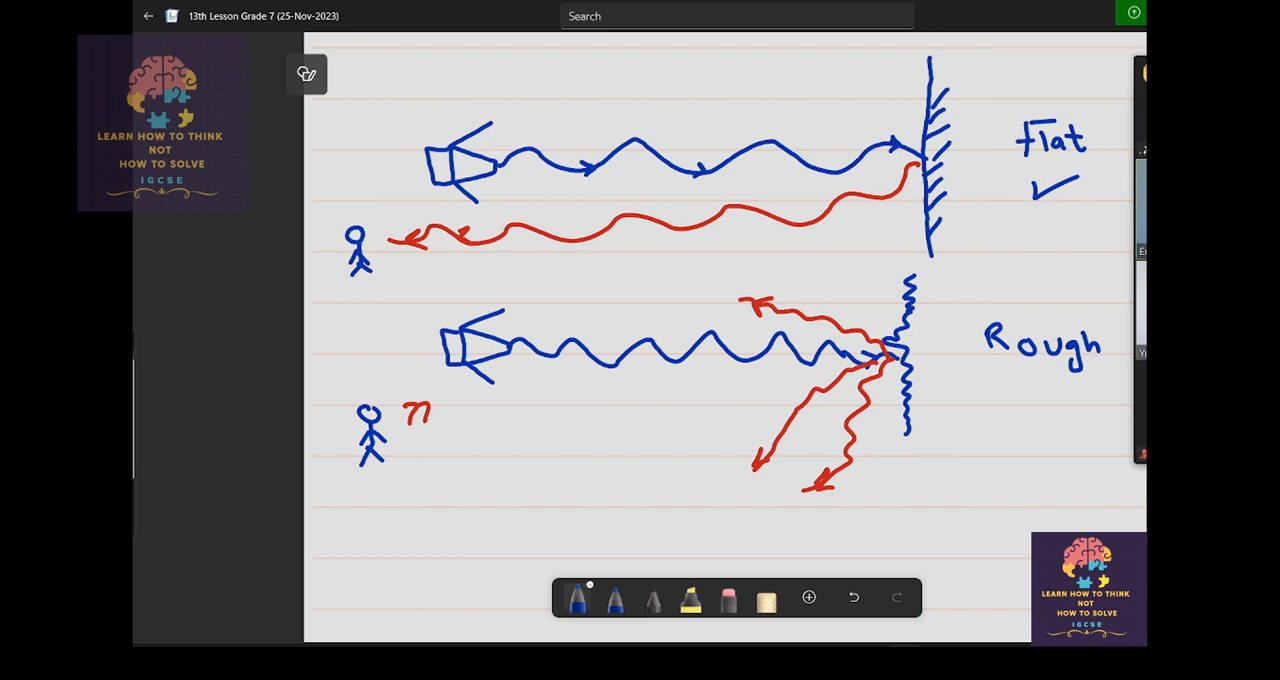 13th Lesson Grade 7 (25-Nov-2023)
Search
LEARN HOW TO THINK
NOT
HOW TO SOLVE
IGCSE
flat
Rough
LEARN HOW TO THINK
NOT
HOW TO SOLVE
IGCSE